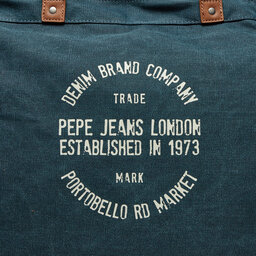 DENIM BRAND COMPANY
TRADE
PEPE JEANS LONDON
ESTABLISHED IN 1973
MARK
PORTOBELLO RD MARKET